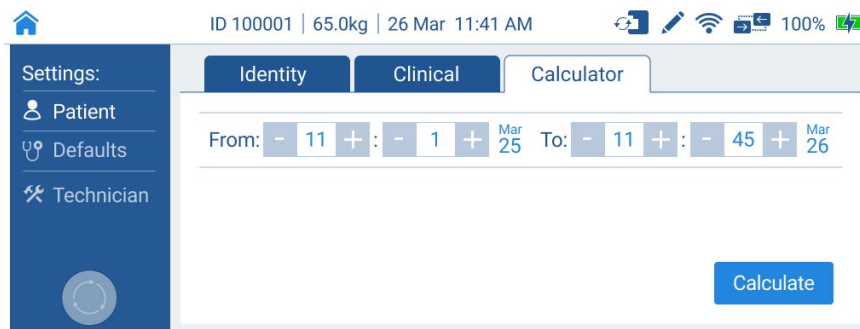 ID 100001 | 65.0kg | 26 Mar 11:41 AM 100%
Settings:
Patient
Defaults
Technician
Identity Clinical Calculator
From: - 11 + : - 1 + Mar 25 To: - 11 + : - 45 + Mar 26
Calculate